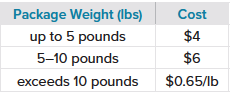 Package Weight (lbs) Cost
up to 5 pounds $4
5–10 pounds $6
exceeds 10 pounds $0.65/lb